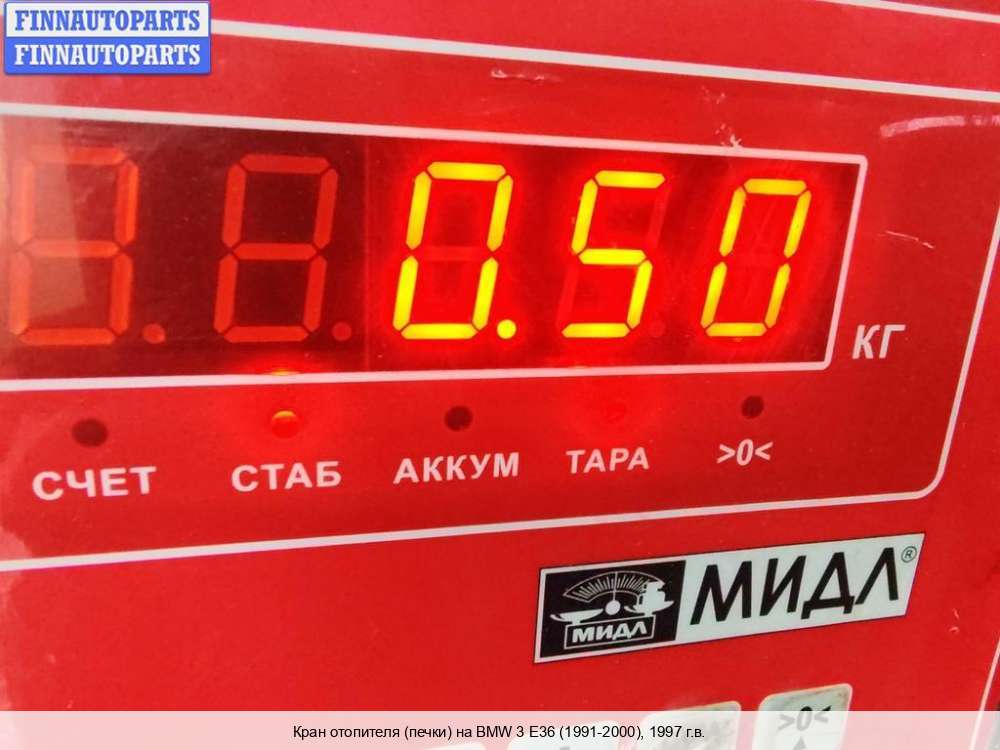 FINNAUTOPARTS
FINNAUTOPARTS
0.50
КГ
СЧЕТ СТАБ АККУМ ТАРА >0<
МИДЛ МИДЛ®
>0<
Кран отопителя (печки) на BMW 3 E36 (1991-2000), 1997 г.в.